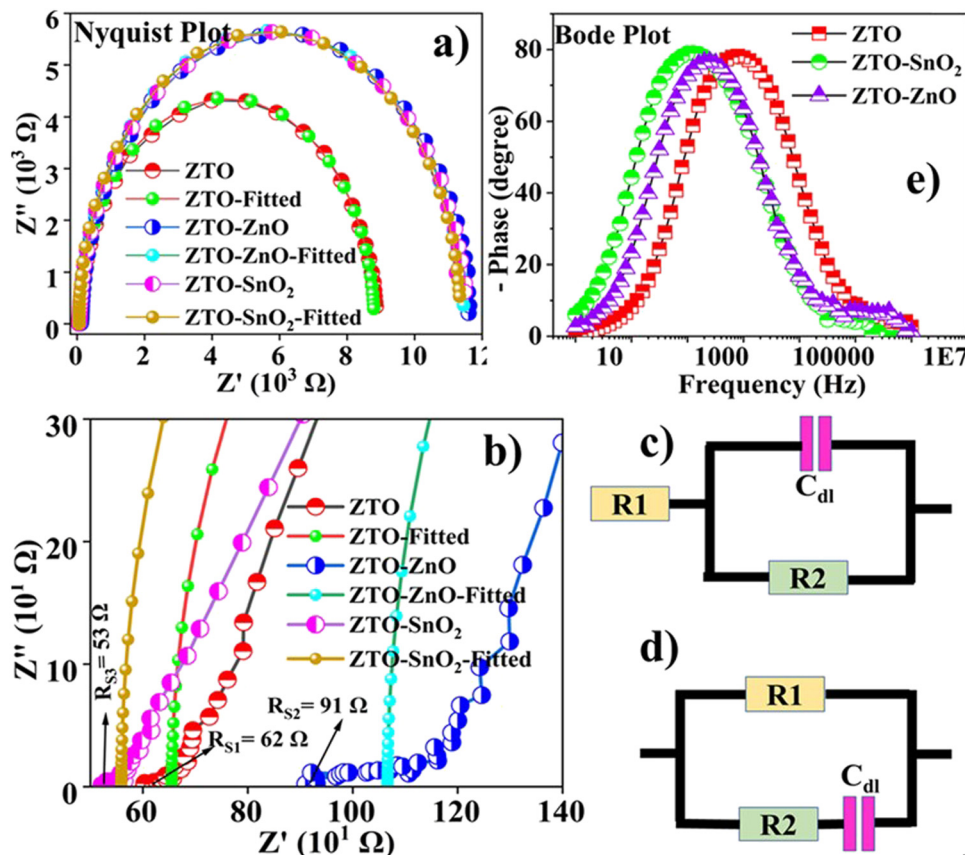 Nyquist Plot
a)
Z'' (10³ Ω)
6
5
4
3
2
1
0
ZTO
ZTO-Fitted
ZTO-ZnO
ZTO-ZnO-Fitted
ZTO-SnO₂
ZTO-SnO₂-Fitted
0 2 4 6 8 10 12
Z' (10³ Ω)
Bode Plot
ZTO
ZTO-SnO₂
ZTO-ZnO
e)
- Phase (degree)
80
60
40
20
0
10 1000 100000 1E7
Frequency (Hz)
b)
Z'' (10¹ Ω)
30
20
10
0
ZTO
ZTO-Fitted
ZTO-ZnO
ZTO-ZnO-Fitted
ZTO-SnO₂
ZTO-SnO₂-Fitted
R_S3= 53 Ω
R_S2= 91 Ω
R_S1= 62 Ω
60 80 100 120 140
Z' (10¹ Ω)
c)
C_dl
R1
R2
d)
R1
C_dl
R2